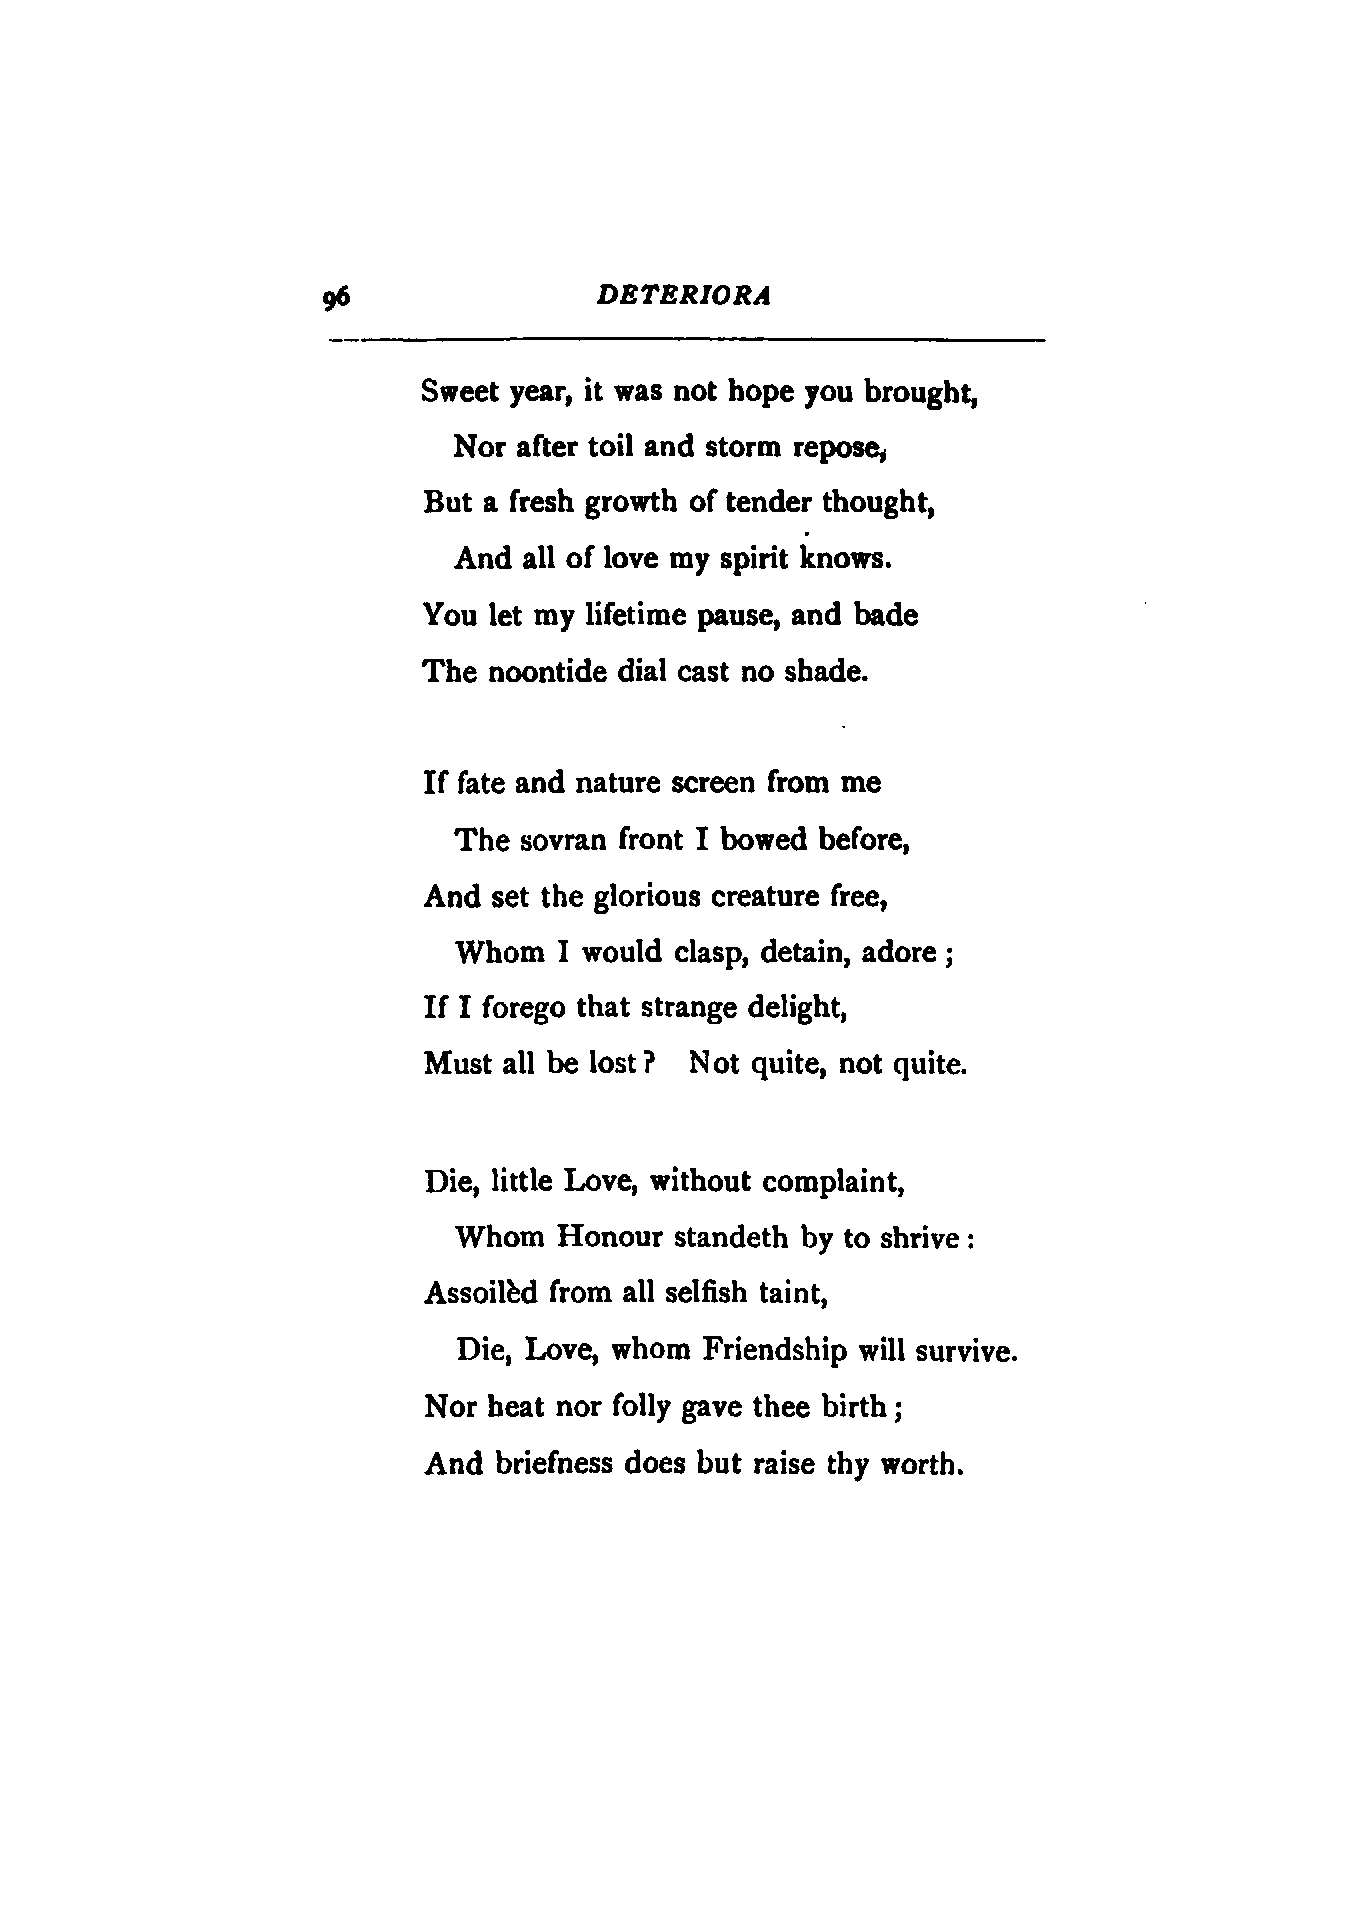 96 DETERIORA
Sweet year, it was not hope you brought,
Nor after toil and storm repose,
But a fresh growth of tender thought,
And all of love my spirit knows.
You let my lifetime pause, and bade
The noontide dial cast no shade.
If fate and nature screen from me
The sovran front I bowed before,
And set the glorious creature free,
Whom I would clasp, detain, adore ;
If I forego that strange delight,
Must all be lost ? Not quite, not quite.
Die, little Love, without complaint,
Whom Honour standeth by to shrive :
Assoilèd from all selfish taint,
Die, Love, whom Friendship will survive.
Nor heat nor folly gave thee birth ;
And briefness does but raise thy worth.